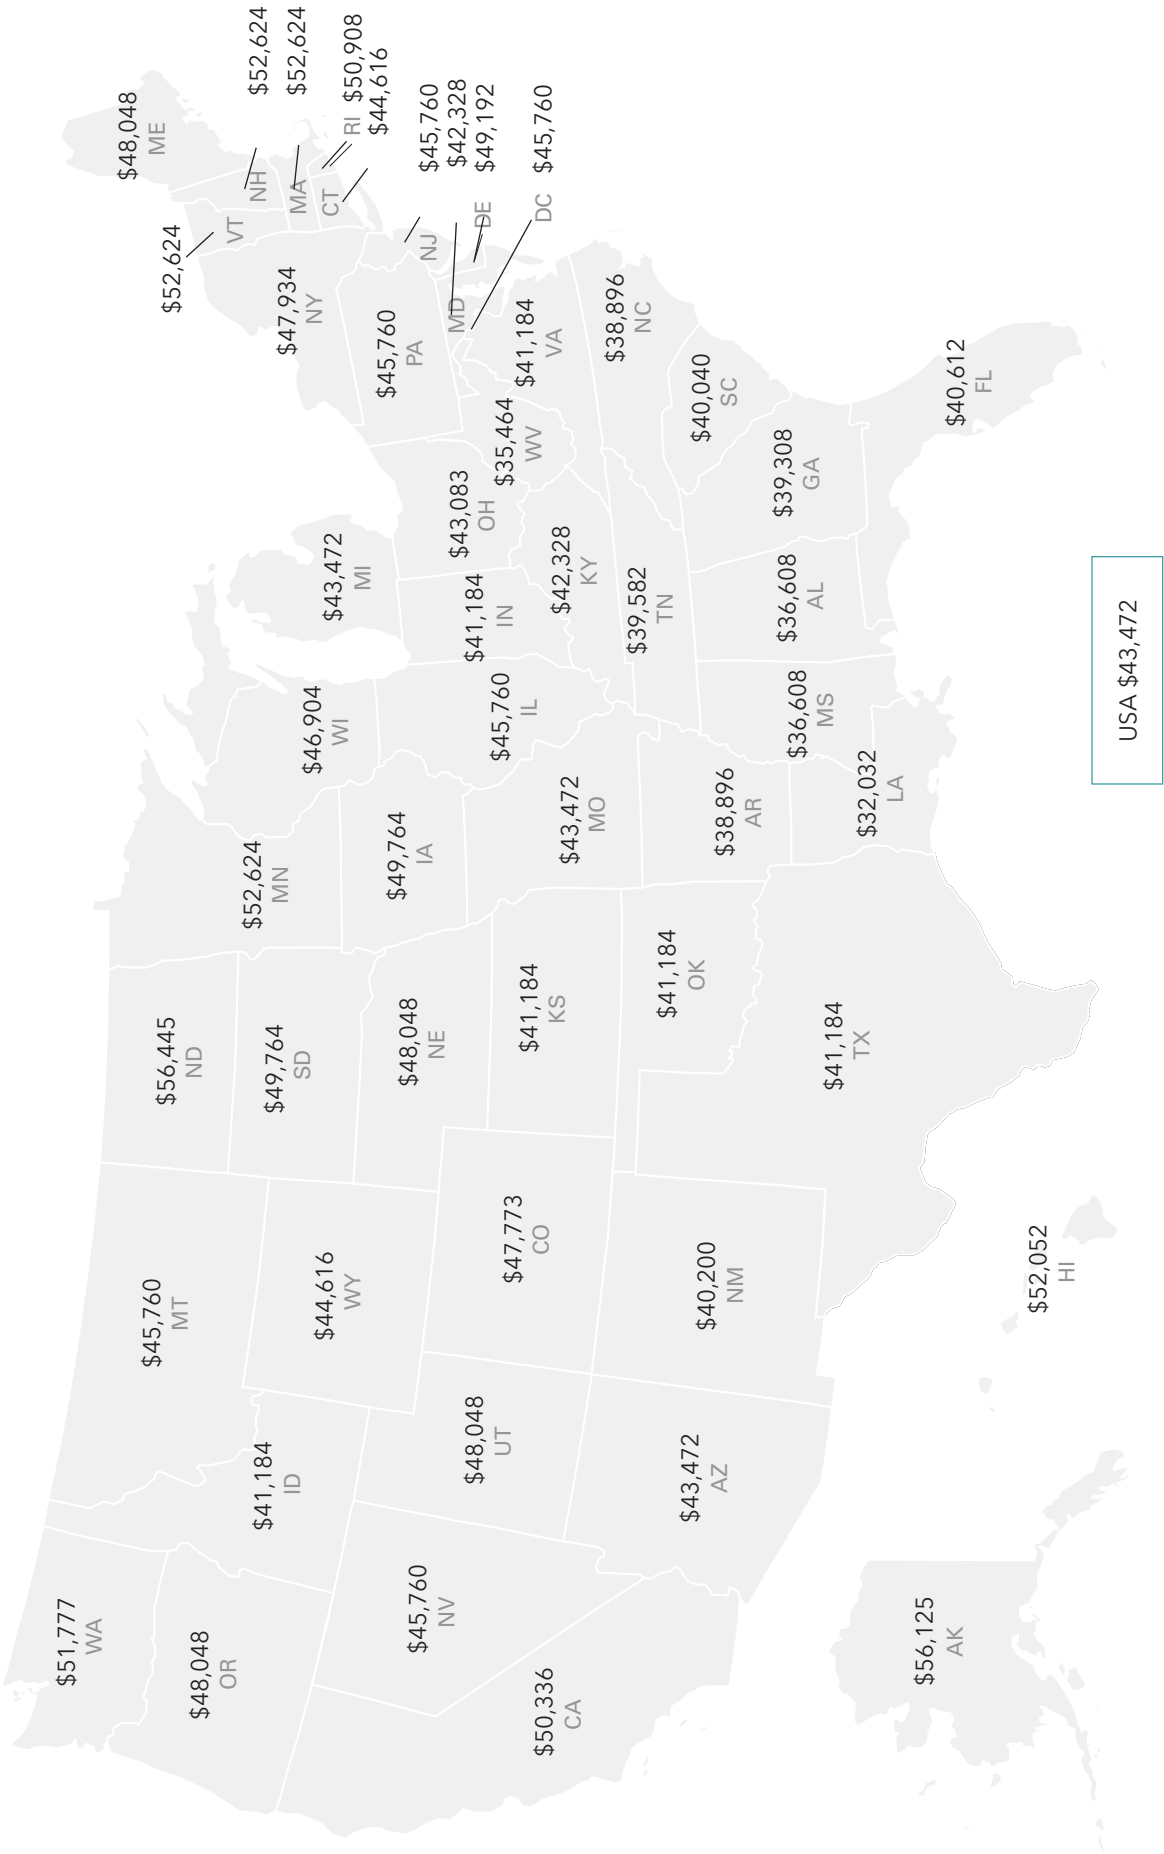 $51,777
WA
$48,048
OR
$50,336
CA
$45,760
NV
$41,184
ID
$45,760
MT
$44,616
WY
$48,048
UT
$43,472
AZ
$47,773
CO
$40,200
NM
$56,445
ND
$49,764
SD
$48,048
NE
$41,184
KS
$41,184
OK
$41,184
TX
$52,624
MN
$49,764
IA
$43,472
MO
$38,896
AR
$32,032
LA
$46,904
WI
$45,760
IL
$43,472
MI
$41,184
IN
$43,083
OH
$42,328
KY
$39,582
TN
$36,608
MS
$36,608
AL
$39,308
GA
$40,612
FL
$40,040
SC
$38,896
NC
$41,184
VA
$35,464
WV
$45,760
PA
$47,934
NY
$52,624
VT
$48,048
ME
NH
$52,624
MA
$52,624
RI $50,908
CT
$44,616
NJ
$45,760
MD
$42,328
DE
$49,192
DC $45,760
$56,125
AK
$52,052
HI
USA $43,472